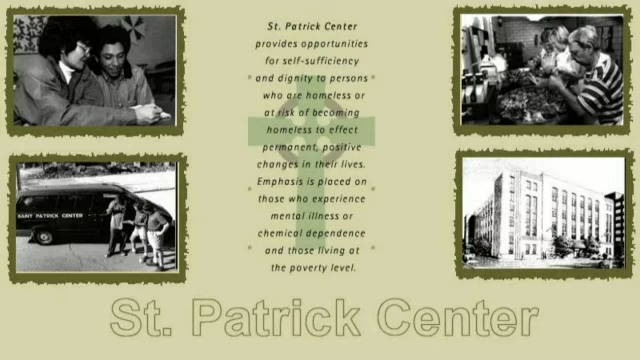 St. Patrick Center
provides opportunities
for self-sufficiency
and dignity to persons
who are homeless or
at risk of becoming
homeless to effect
permanent, positive
changes in their lives.
Emphasis is placed on
those who experience
mental illness or
chemical dependence
and those living at
the poverty level.
SAINT PATRICK CENTER
St. Patrick Center